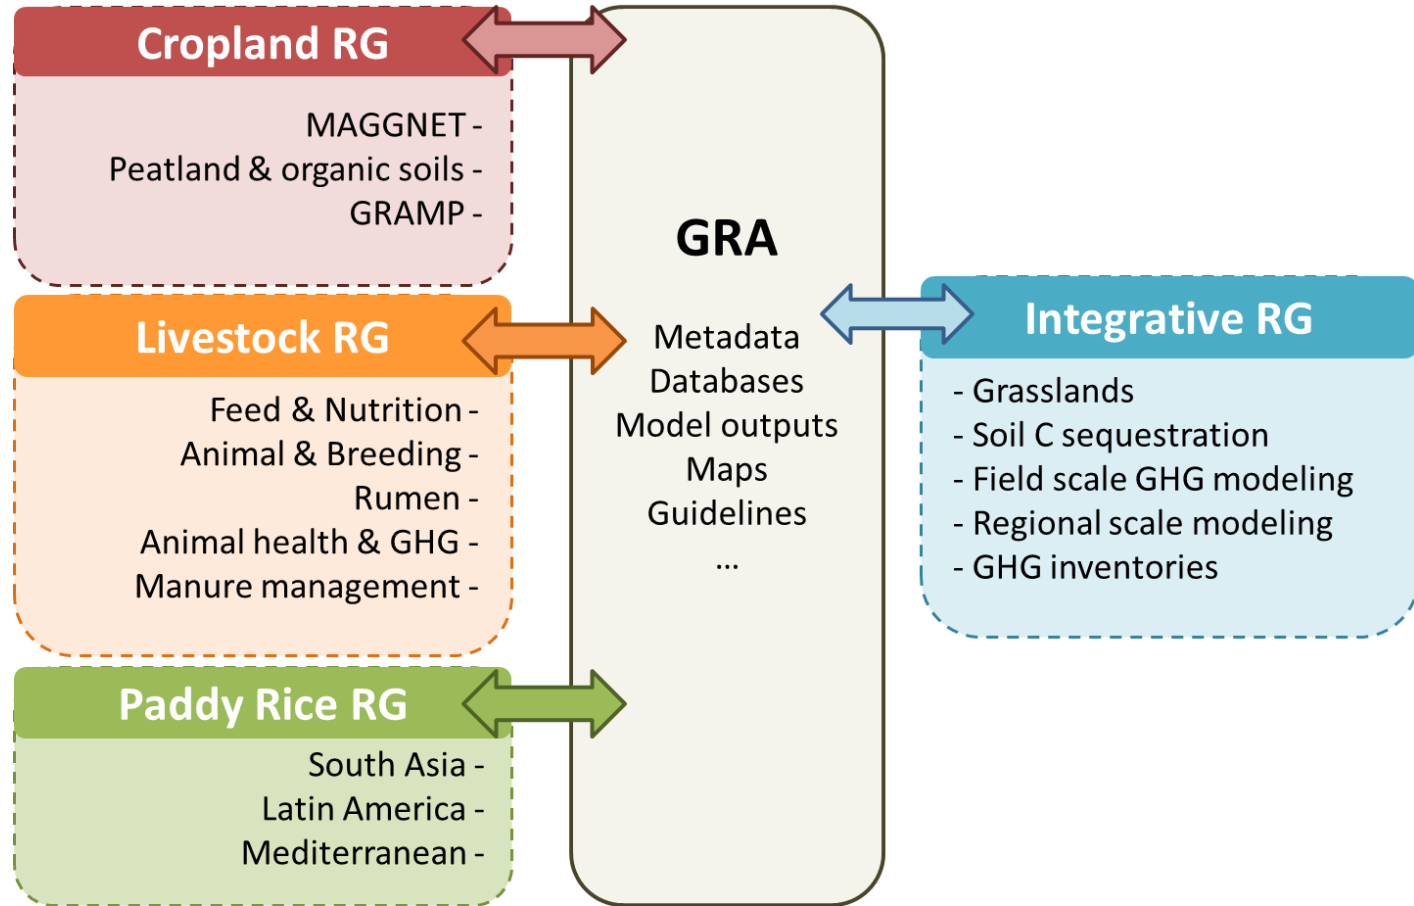 Cropland RG
MAGGNET -
Peatland & organic soils -
GRAMP -
Livestock RG
Feed & Nutrition -
Animal & Breeding -
Rumen -
Animal health & GHG -
Manure management -
Paddy Rice RG
South Asia -
Latin America -
Mediterranean -
GRA
Metadata
Databases
Model outputs
Maps
Guidelines
...
Integrative RG
- Grasslands
- Soil C sequestration
- Field scale GHG modeling
- Regional scale modeling
- GHG inventories